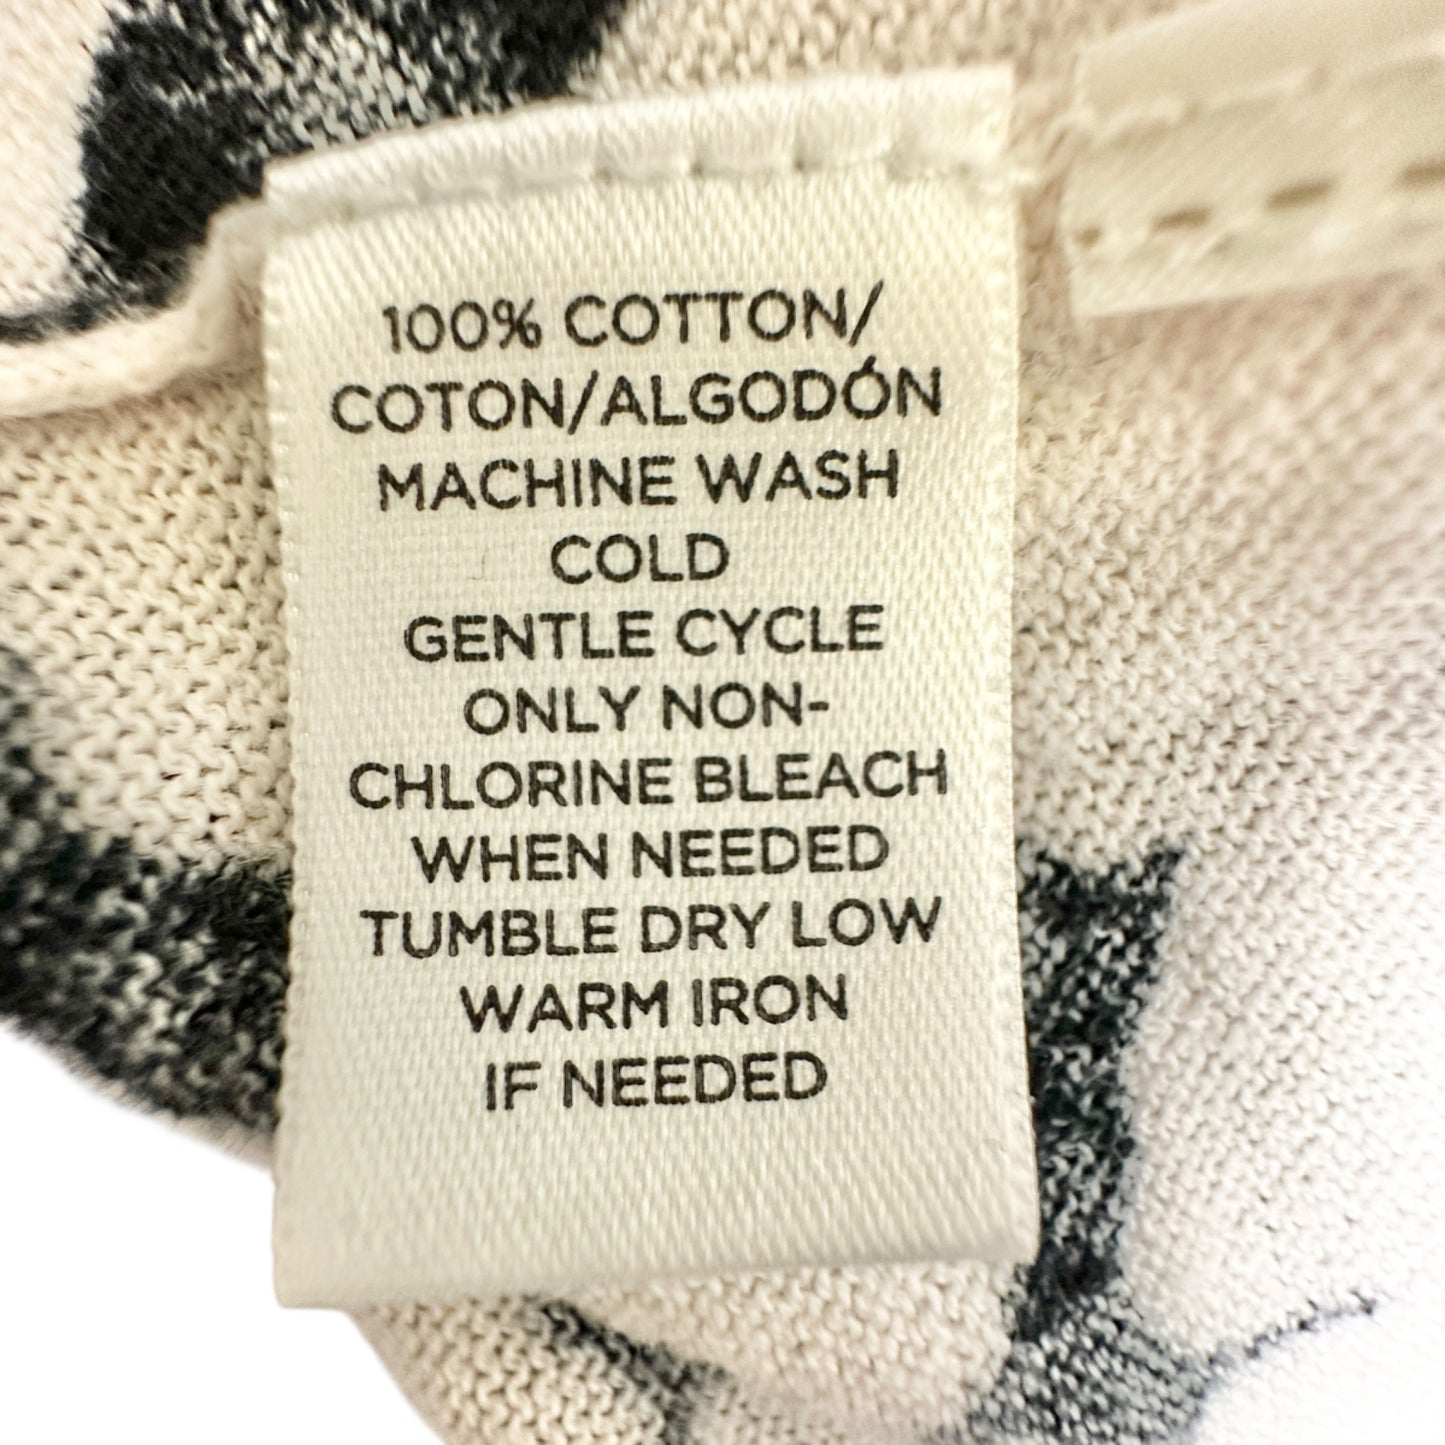 100% COTTON/
COTON/ALGODÓN
MACHINE WASH
COLD
GENTLE CYCLE
ONLY NON-
CHLORINE BLEACH
WHEN NEEDED
TUMBLE DRY LOW
WARM IRON
IF NEEDED